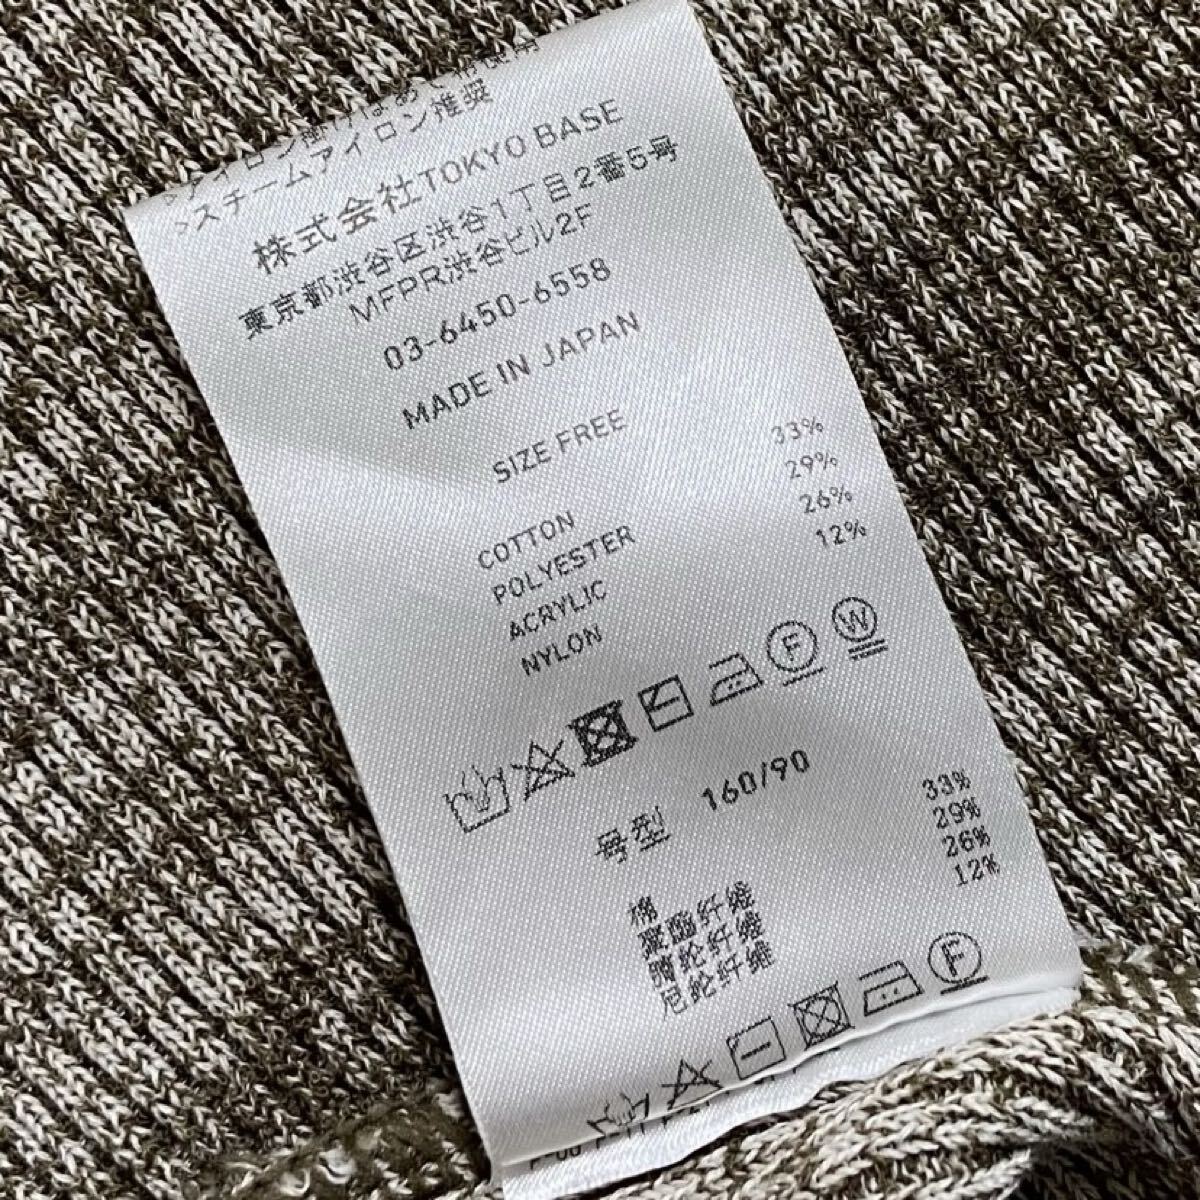 >スチームアイロン推奨
株式会社TOKYO BASE
東京都渋谷区渋谷1丁目2番5号
MFPR渋谷ビル2F
03-6450-6558
MADE IN JAPAN
SIZE FREE
COTTON 33%
POLYESTER 29%
ACRYLIC 26%
NYLON 12%
F W
号型 160/90
棉 33%
聚酯纤维 29%
腈纶纤维 26%
尼纶纤维 12%
F